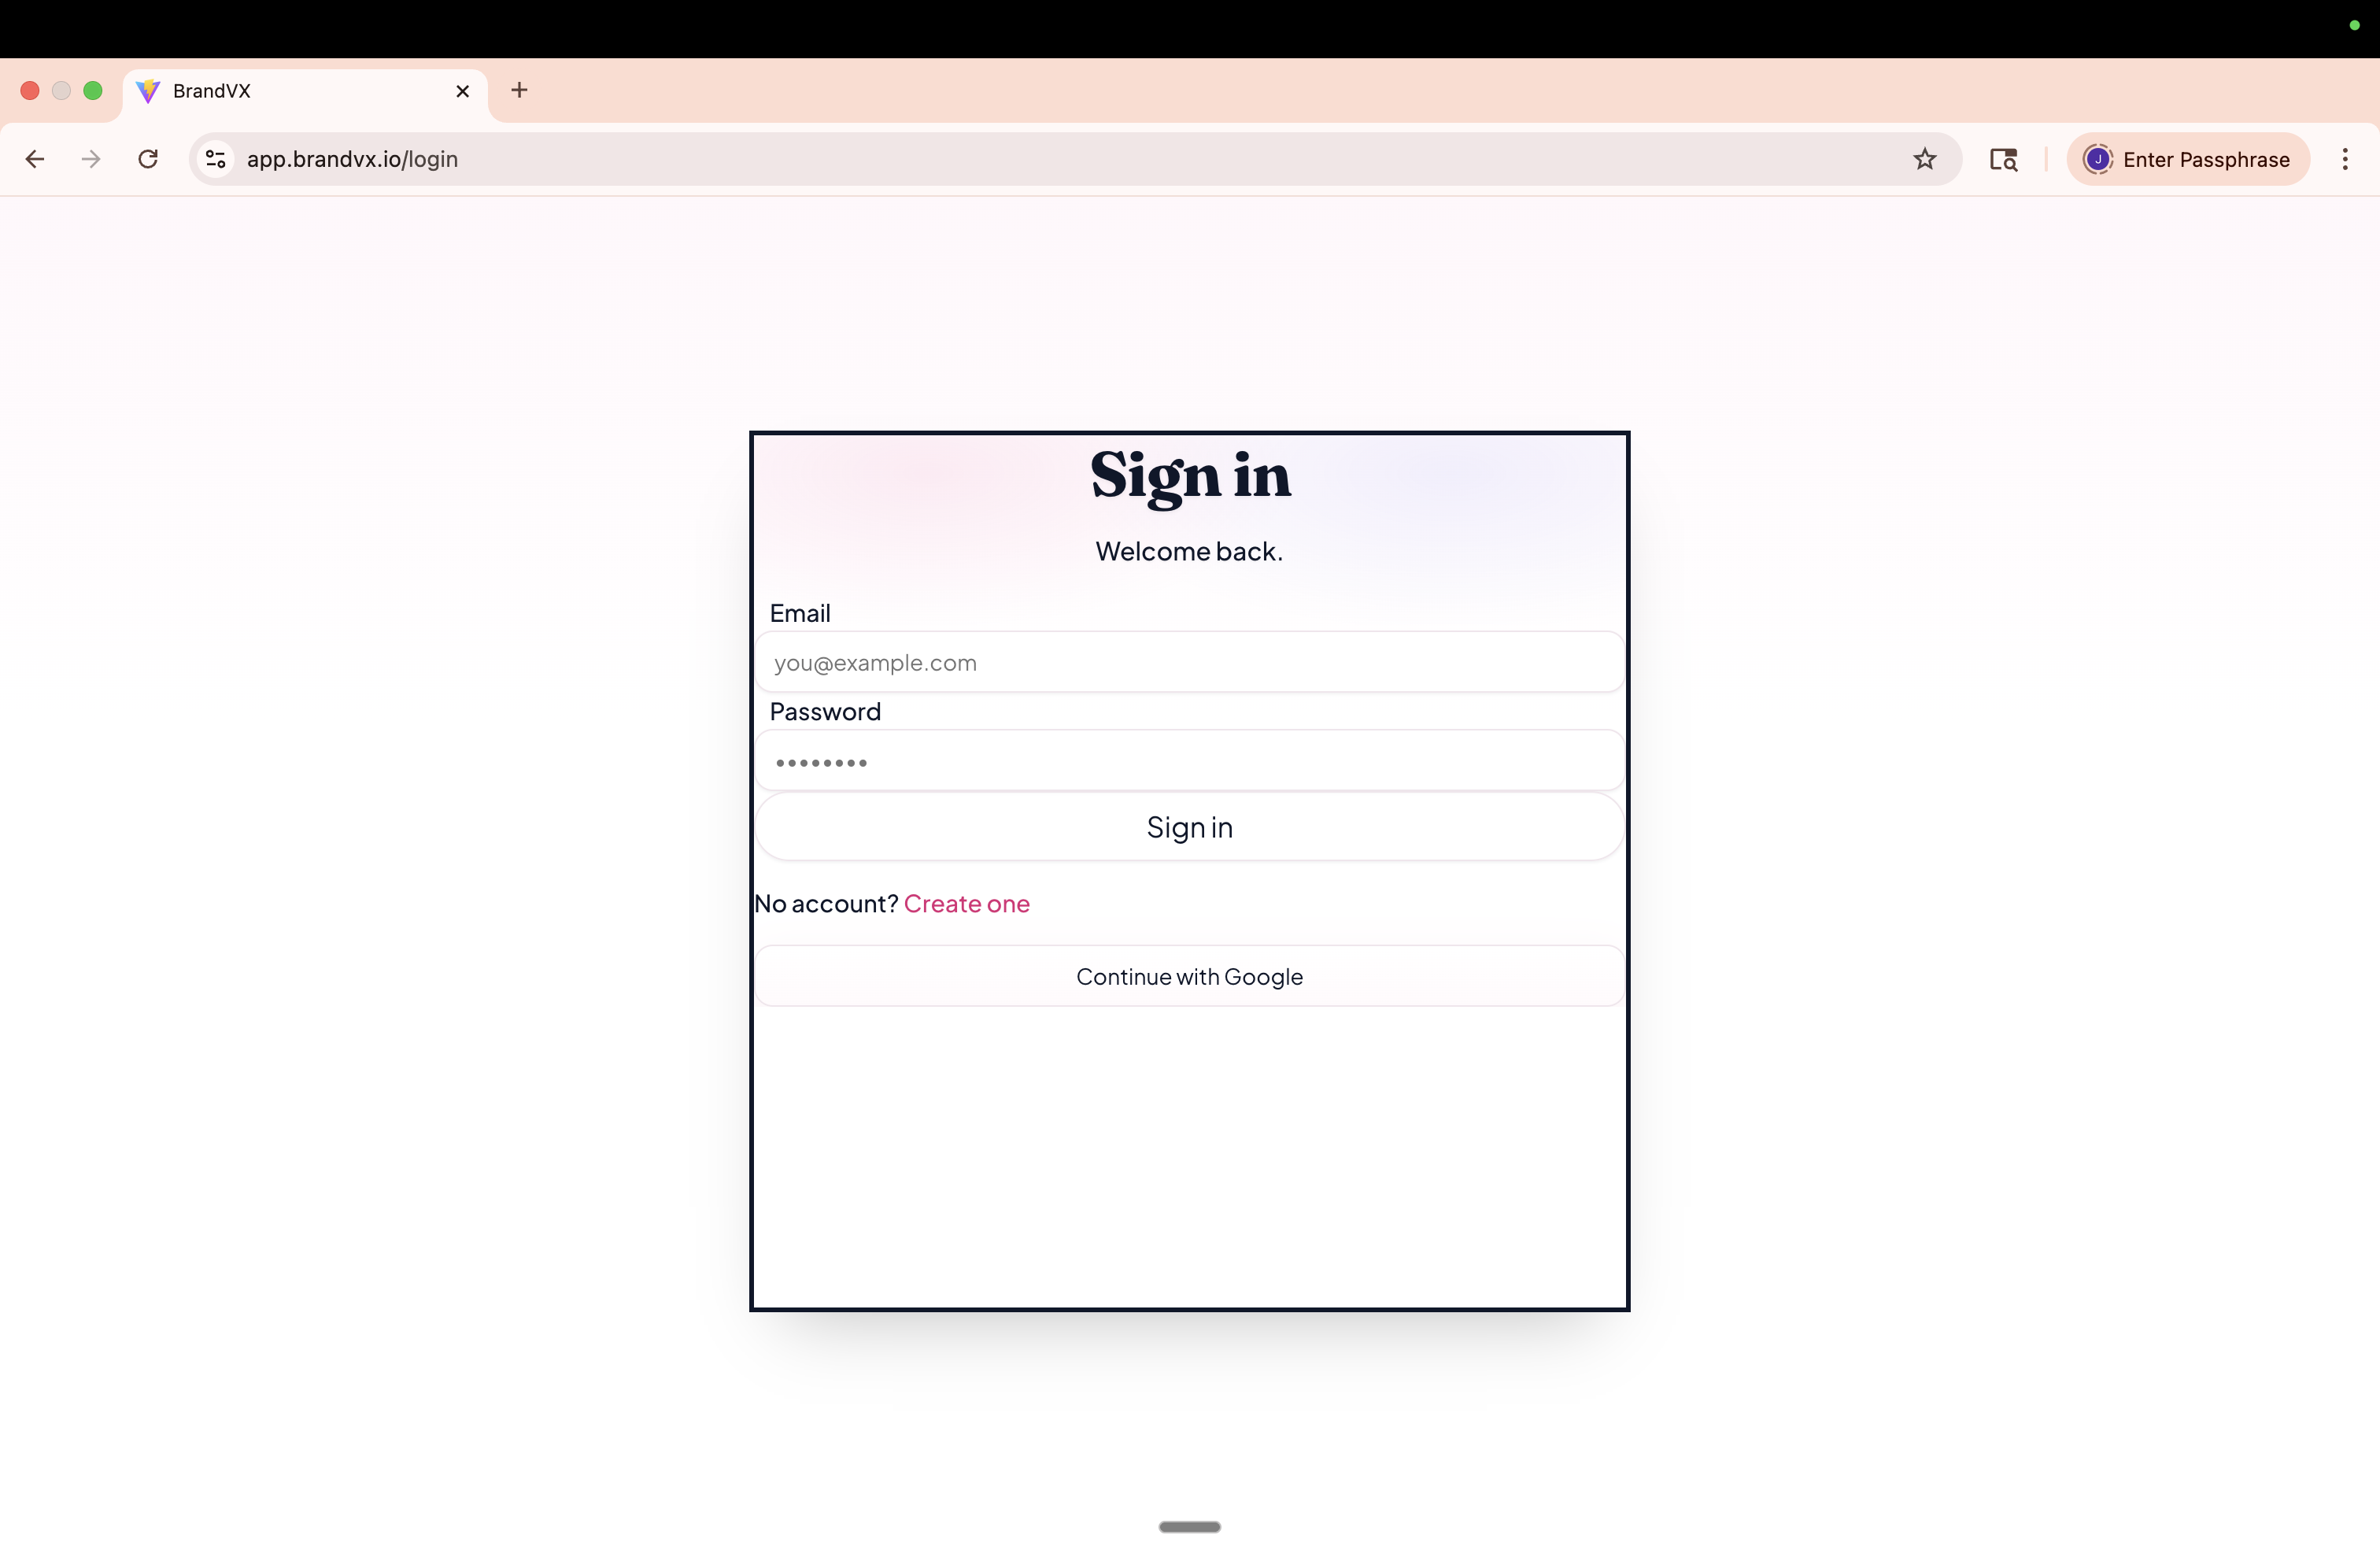 BrandVX
app.brandvx.io/login
J
Enter Passphrase
Sign in
Welcome back.
Email
you@example.com
Password
••••••••
Sign in
No account? Create one
Continue with Google